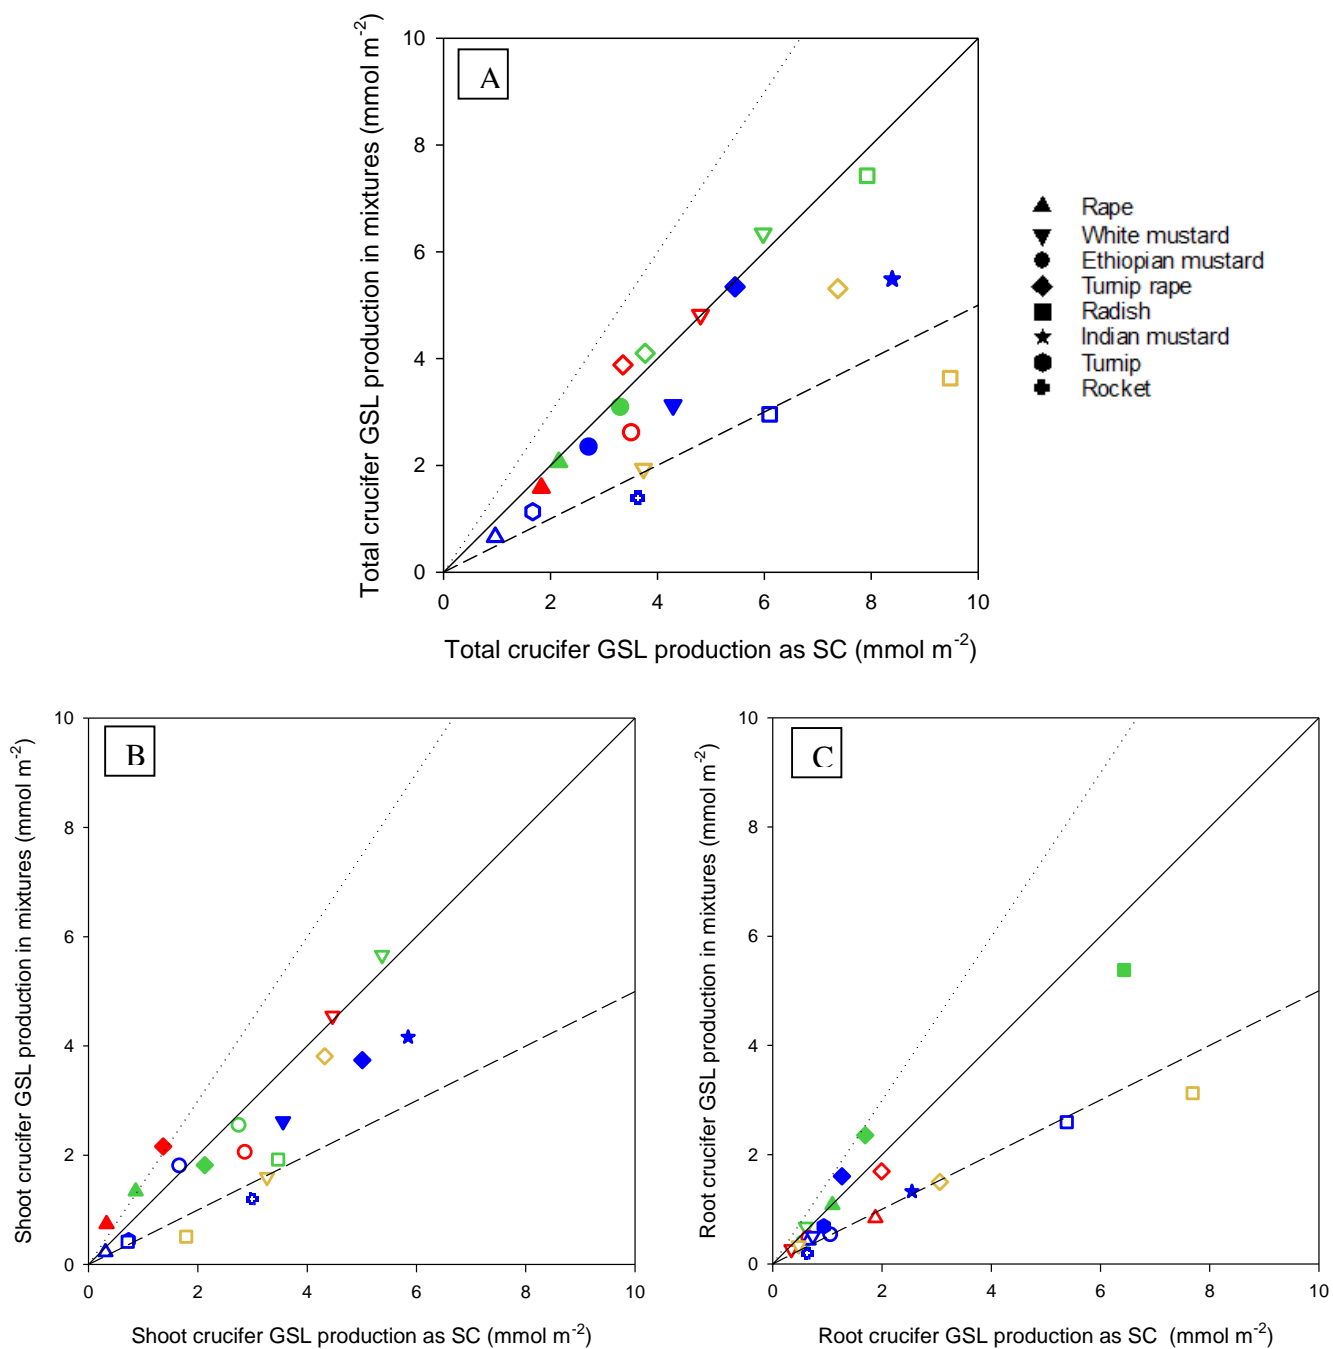 A
Total crucifer GSL production in mixtures (mmol m⁻²)
10
8
6
4
2
0
0 2 4 6 8 10
Total crucifer GSL production as SC (mmol m⁻²)
Rape
White mustard
Ethiopian mustard
Turnip rape
Radish
Indian mustard
Turnip
Rocket
B
Shoot crucifer GSL production in mixtures (mmol m⁻²)
10
8
6
4
2
0
0 2 4 6 8 10
Shoot crucifer GSL production as SC (mmol m⁻²)
C
Root crucifer GSL production in mixtures (mmol m⁻²)
10
8
6
4
2
0
0 2 4 6 8 10
Root crucifer GSL production as SC (mmol m⁻²)